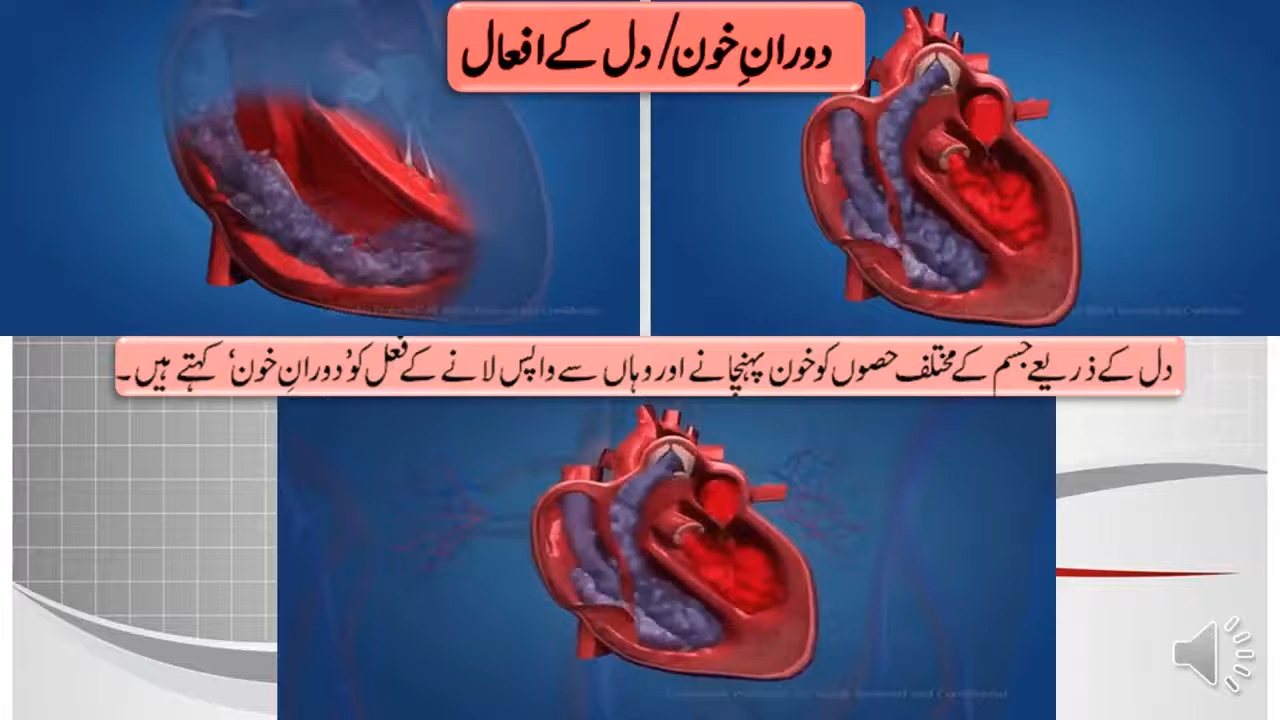 دورانِ خون/ دل کے افعال
دل کے ذریعے جسم کے مختلف حصوں کو خون پہنچانے اور وہاں سے واپس لانے کے فعل کو ’دورانِ خون‘ کہتے ہیں۔